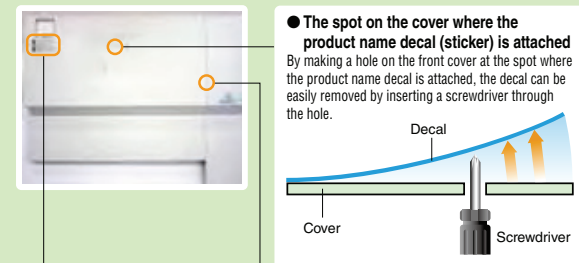 ● The spot on the cover where the
product name decal (sticker) is attached
By making a hole on the front cover at the spot where
the product name decal is attached, the decal can be
easily removed by inserting a screwdriver through
the hole.
Decal
Cover
Screwdriver